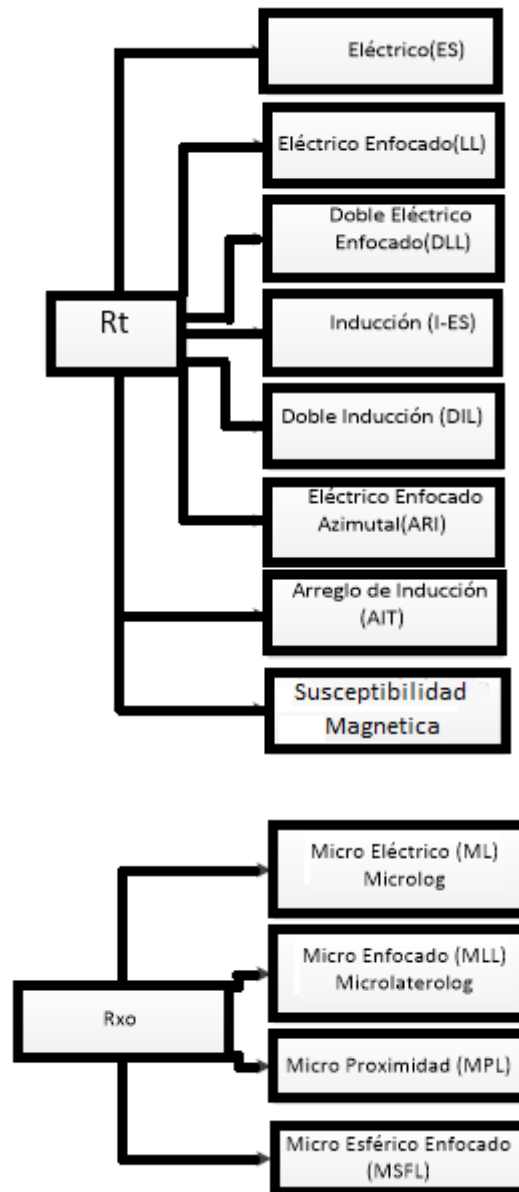 Eléctrico(ES)
Eléctrico Enfocado(LL)
Doble Eléctrico
Enfocado(DLL)
Rt
Inducción (I-ES)
Doble Inducción (DIL)
Eléctrico Enfocado
Azimutal(ARI)
Arreglo de Inducción
(AIT)
Susceptibilidad
Magnetica
Micro Eléctrico (ML)
Microlog
Micro Enfocado (MLL)
Microlaterolog
Rxo
Micro Proximidad (MPL)
Micro Esférico Enfocado
(MSFL)